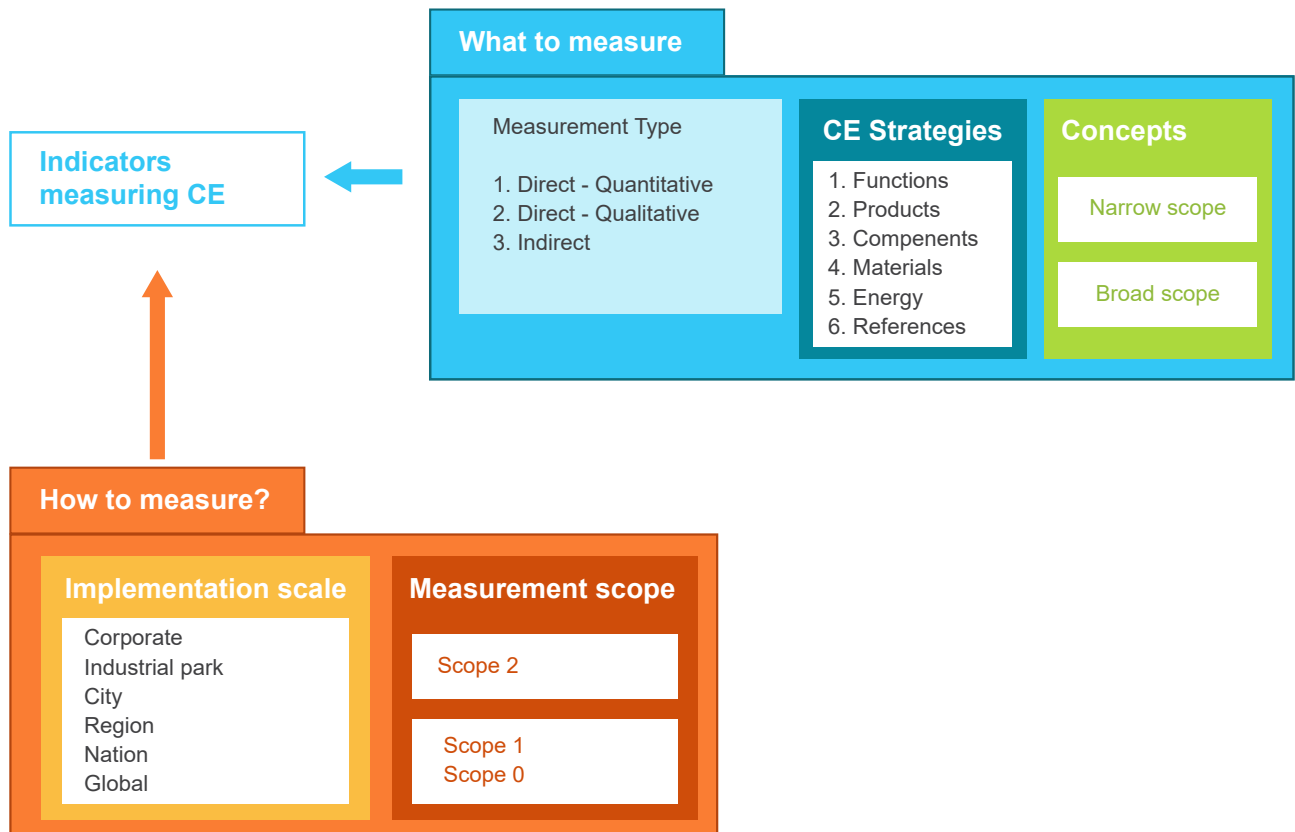 What to measure
Measurement Type
1. Direct - Quantitative
2. Direct - Qualitative
3. Indirect
CE Strategies
1. Functions
2. Products
3. Compenents
4. Materials
5. Energy
6. References
Concepts
Narrow scope
Broad scope
Indicators
measuring CE
How to measure?
Implementation scale
Corporate
Industrial park
City
Region
Nation
Global
Measurement scope
Scope 2
Scope 1
Scope 0